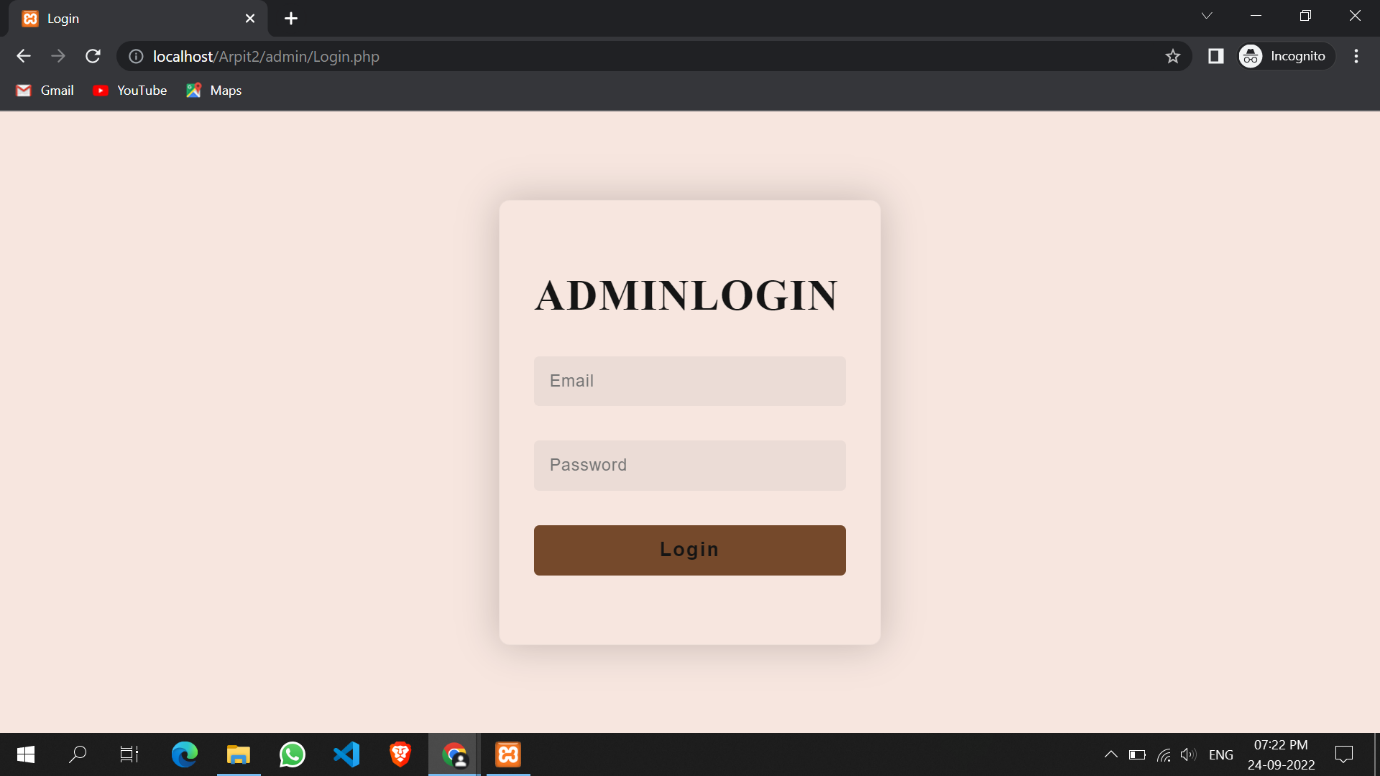 Login
localhost/Arpit2/admin/Login.php
Incognito
Gmail YouTube Maps
ADMINLOGIN
Email
Password
Login
ENG
07:22 PM
24-09-2022